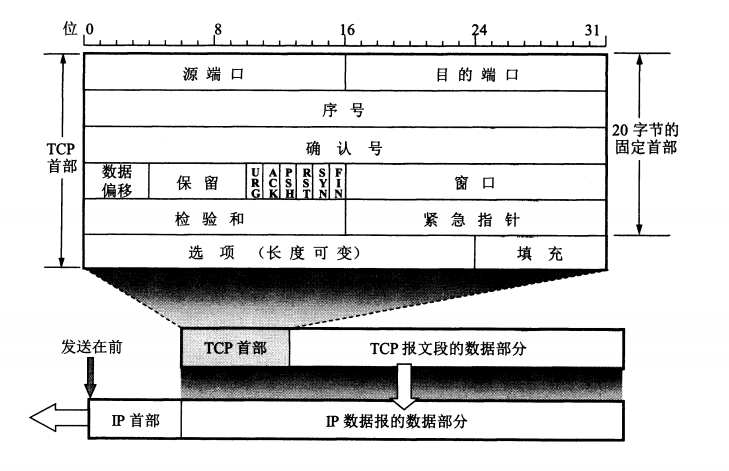 位 0 8 16 24 31
源端口 目的端口
序号
TCP
首部
确认号
20 字节的
固定首部
数据
偏移
保留
URG
ACK
PSH
RST
SYN
FIN
窗口
检验和 紧急指针
选项（长度可变） 填充
TCP 首部 TCP 报文段的数据部分
发送在前
IP 首部 IP 数据报的数据部分